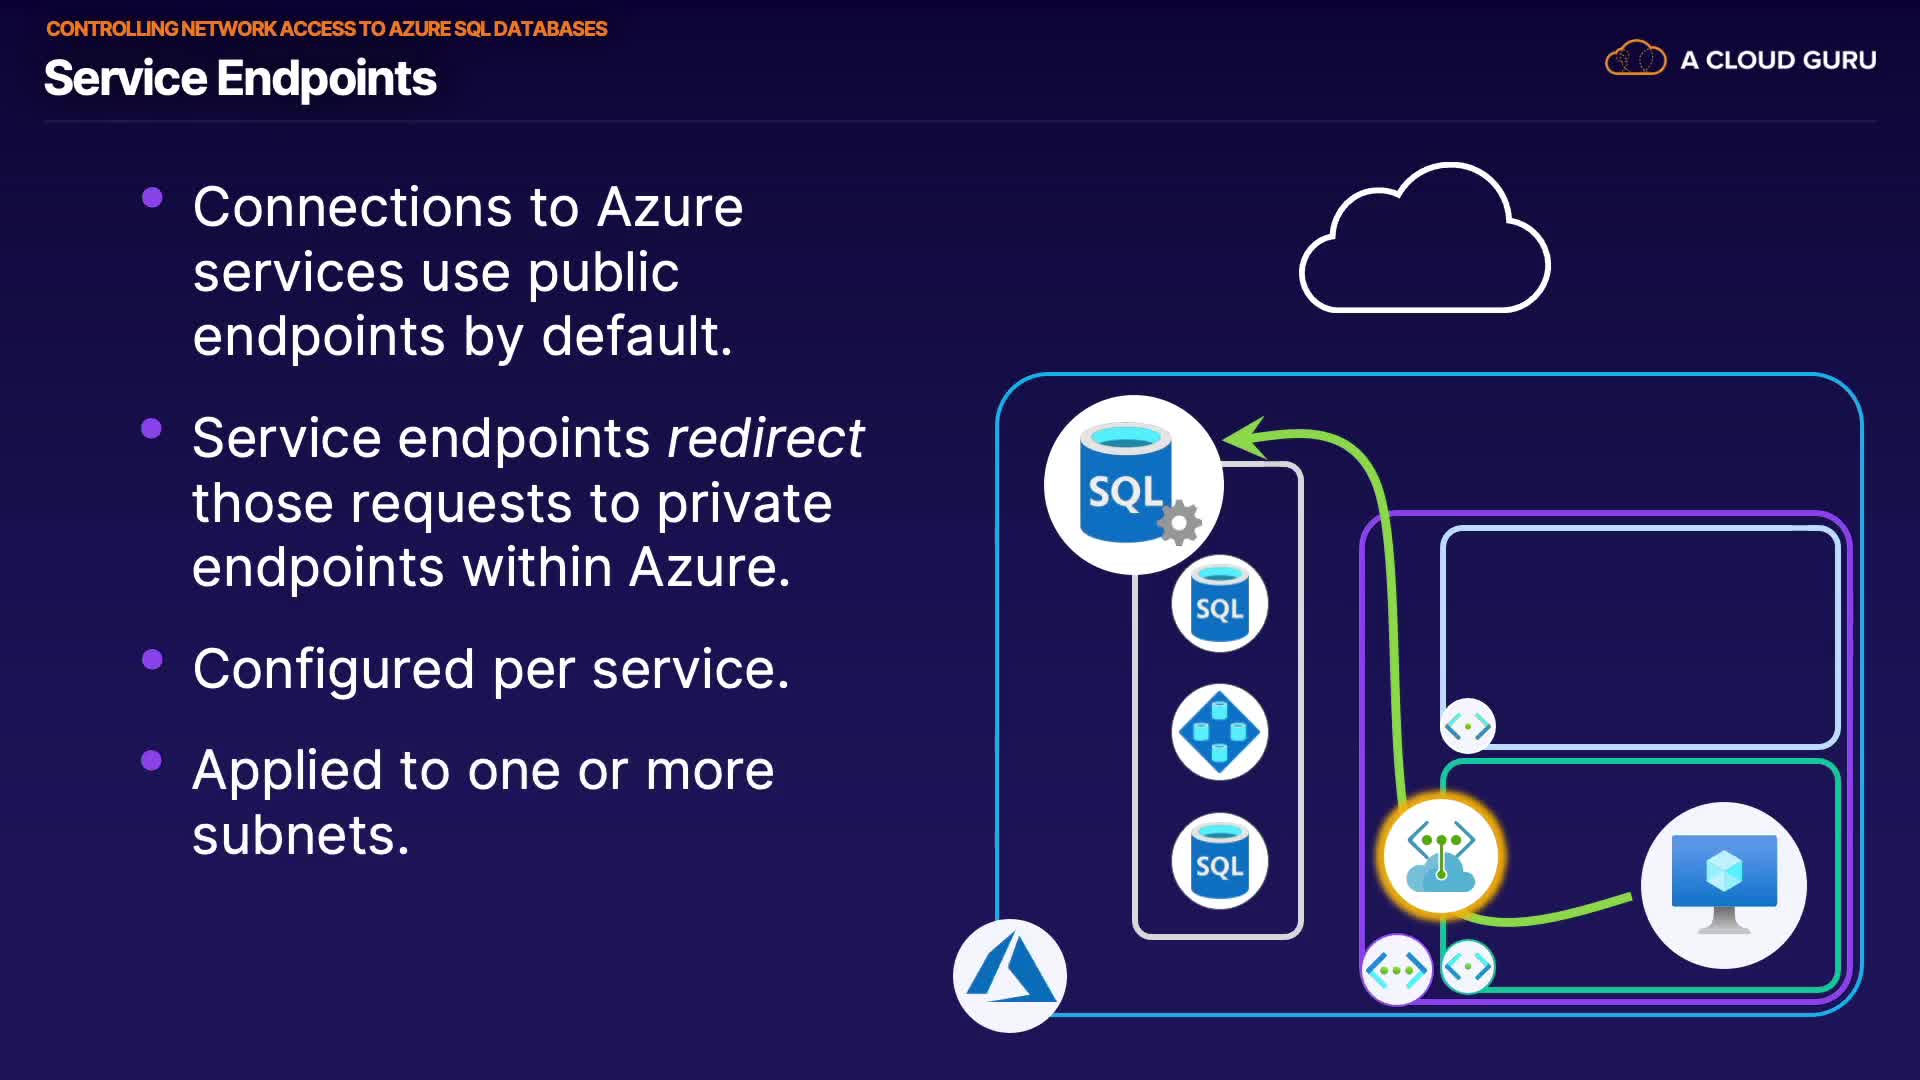 CONTROLLING NETWORK ACCESS TO AZURE SQL DATABASES
Service Endpoints
A CLOUD GURU
Connections to Azure
services use public
endpoints by default.
Service endpoints redirect
those requests to private
endpoints within Azure.
Configured per service.
Applied to one or more
subnets.
SQL
SQL
SQL